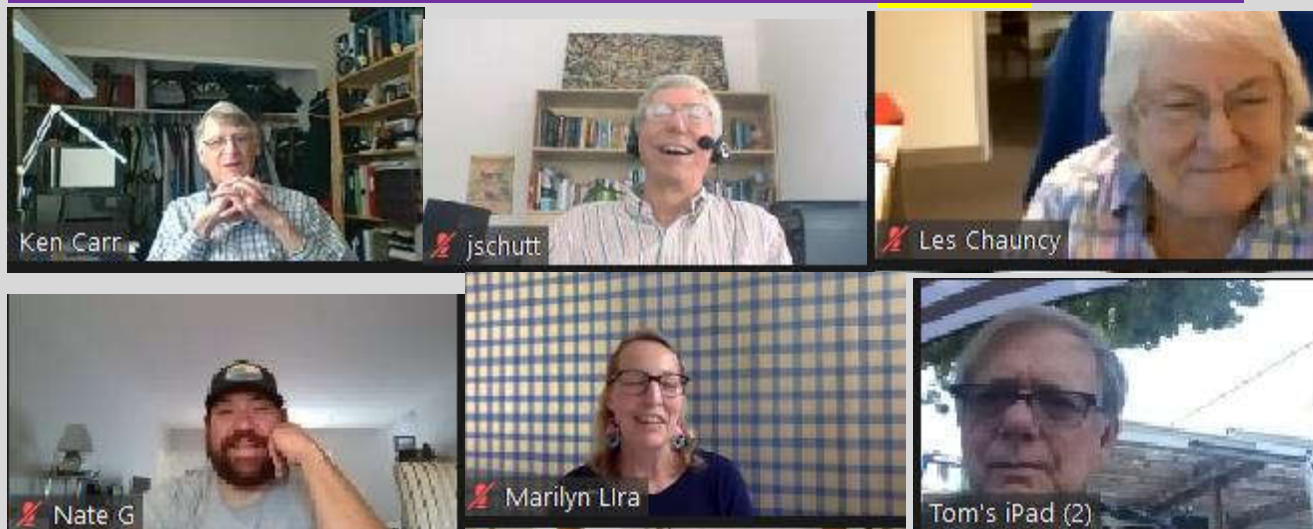 Ken Carr
jschutt
Les Chauncy
Nate G
Marilyn LIra
Tom's iPad (2)